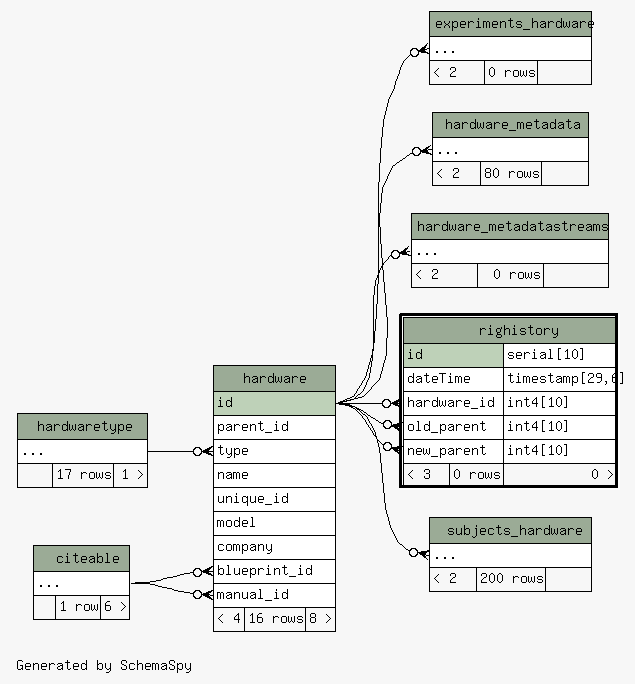 experiments_hardware
...
< 2 0 rows
hardware_metadata
...
< 2 80 rows
hardware_metadatastreams
...
< 2 0 rows
righistory
id serial[10]
dateTime timestamp[29,6]
hardware_id int4[10]
old_parent int4[10]
new_parent int4[10]
< 3 0 rows 0 >
hardware
id
parent_id
type
name
unique_id
model
company
blueprint_id
manual_id
< 4 16 rows 8 >
hardwaretype
...
17 rows 1 >
citeable
...
1 row 6 >
subjects_hardware
...
< 2 200 rows
Generated by SchemaSpy